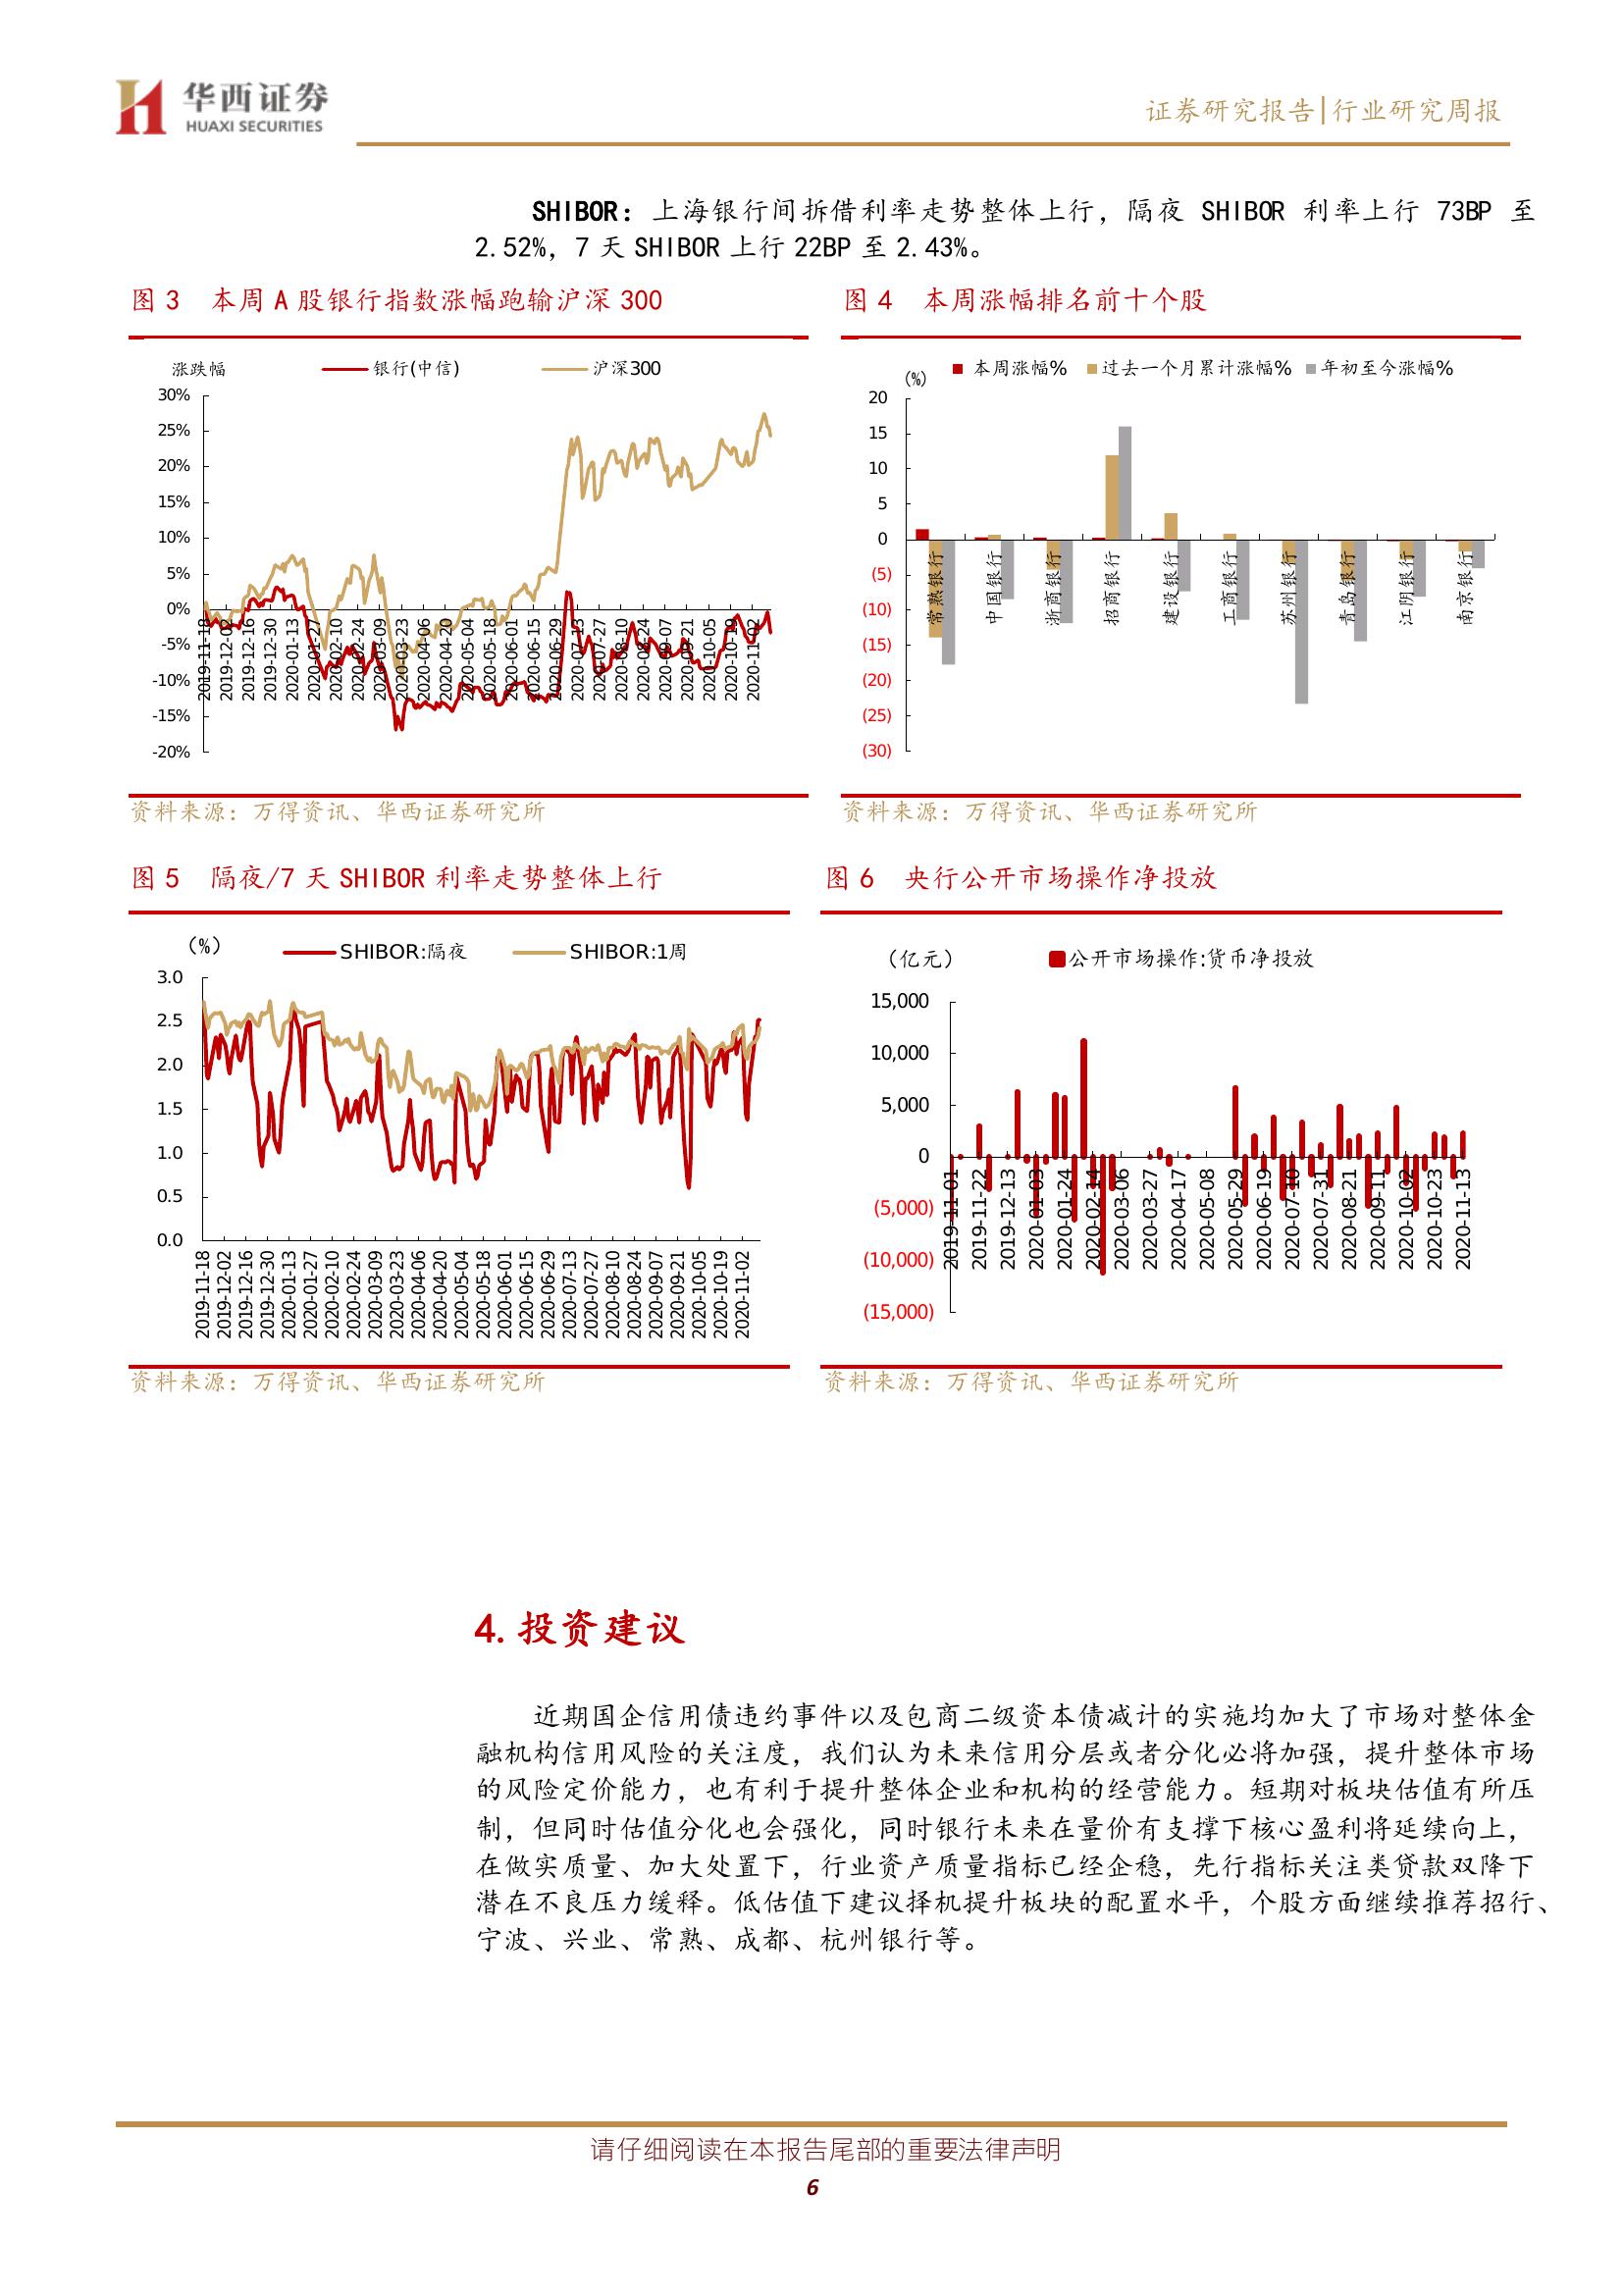 华西证券
HUAXI SECURITIES
证券研究报告|行业研究周报
SHIBOR：上海银行间拆借利率走势整体上行，隔夜 SHIBOR 利率上行 73BP 至
2.52%，7 天 SHIBOR 上行 22BP 至 2.43%。
图 3 本周 A 股银行指数涨幅跑输沪深 300
涨跌幅
银行(中信)
沪深300
30%
25%
20%
15%
10%
5%
0%
-5%
-10%
-15%
-20%
2019-11-18
2019-12-02
2019-12-16
2019-12-30
2020-01-13
2020-01-27
2020-02-10
2020-02-24
2020-03-09
2020-03-23
2020-04-06
2020-04-20
2020-05-04
2020-05-18
2020-06-01
2020-06-15
2020-06-29
2020-07-13
2020-07-27
2020-08-10
2020-08-24
2020-09-07
2020-09-21
2020-10-05
2020-10-19
2020-11-02
资料来源：万得资讯、华西证券研究所
图 4 本周涨幅排名前十个股
(%)
本周涨幅%
过去一个月累计涨幅%
年初至今涨幅%
20
15
10
5
0
(5)
(10)
(15)
(20)
(25)
(30)
常熟银行
中国银行
浙商银行
招商银行
建设银行
工商银行
苏州银行
青岛银行
江阴银行
南京银行
资料来源：万得资讯、华西证券研究所
图 5 隔夜/7 天 SHIBOR 利率走势整体上行
（%）
SHIBOR:隔夜
SHIBOR:1周
3.0
2.5
2.0
1.5
1.0
0.5
0.0
2019-11-18
2019-12-02
2019-12-16
2019-12-30
2020-01-13
2020-01-27
2020-02-10
2020-02-24
2020-03-09
2020-03-23
2020-04-06
2020-04-20
2020-05-04
2020-05-18
2020-06-01
2020-06-15
2020-06-29
2020-07-13
2020-07-27
2020-08-10
2020-08-24
2020-09-07
2020-09-21
2020-10-05
2020-10-19
2020-11-02
资料来源：万得资讯、华西证券研究所
图 6 央行公开市场操作净投放
（亿元）
公开市场操作:货币净投放
15,000
10,000
5,000
0
(5,000)
(10,000)
(15,000)
2019-11-01
2019-11-22
2019-12-13
2020-01-03
2020-01-24
2020-02-14
2020-03-06
2020-03-27
2020-04-17
2020-05-08
2020-05-29
2020-06-19
2020-07-10
2020-07-31
2020-08-21
2020-09-11
2020-10-02
2020-10-23
2020-11-13
资料来源：万得资讯、华西证券研究所
4. 投资建议
近期国企信用债违约事件以及包商二级资本债减计的实施均加大了市场对整体金
融机构信用风险的关注度，我们认为未来信用分层或者分化必将加强，提升整体市场
的风险定价能力，也有利于提升整体企业和机构的经营能力。短期对板块估值有所压
制，但同时估值分化也会强化，同时银行未来在量价有支撑下核心盈利将延续向上，
在做实质量、加大处置下，行业资产质量指标已经企稳，先行指标关注类贷款双降下
潜在不良压力缓释。低估值下建议择机提升板块的配置水平，个股方面继续推荐招行、
宁波、兴业、常熟、成都、杭州银行等。
请仔细阅读在本报告尾部的重要法律声明
6